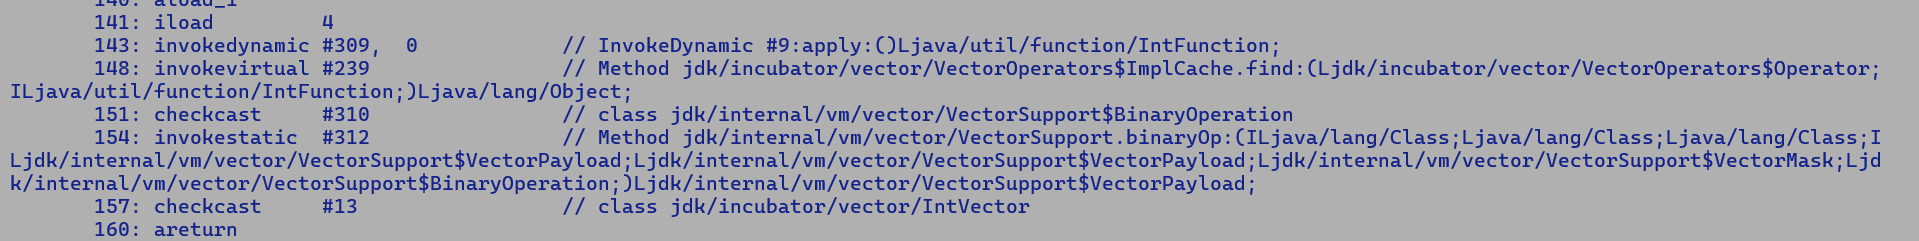 140: aload_1
141: iload         4
143: invokedynamic #309,  0            // InvokeDynamic #9:apply:()Ljava/util/function/IntFunction;
148: invokevirtual #239                // Method jdk/incubator/vector/VectorOperators$ImplCache.find:(Ljdk/incubator/vector/VectorOperators$Operator;
ILjava/util/function/IntFunction;)Ljava/lang/Object;
151: checkcast     #310                // class jdk/internal/vm/vector/VectorSupport$BinaryOperation
154: invokestatic  #312                // Method jdk/internal/vm/vector/VectorSupport.binaryOp:(ILjava/lang/Class;Ljava/lang/Class;Ljava/lang/Class;I
Ljdk/internal/vm/vector/VectorSupport$VectorPayload;Ljdk/internal/vm/vector/VectorSupport$VectorPayload;Ljdk/internal/vm/vector/VectorSupport$VectorMask;Ljd
k/internal/vm/vector/VectorSupport$BinaryOperation;)Ljdk/internal/vm/vector/VectorSupport$VectorPayload;
157: checkcast     #13                 // class jdk/incubator/vector/IntVector
160: areturn